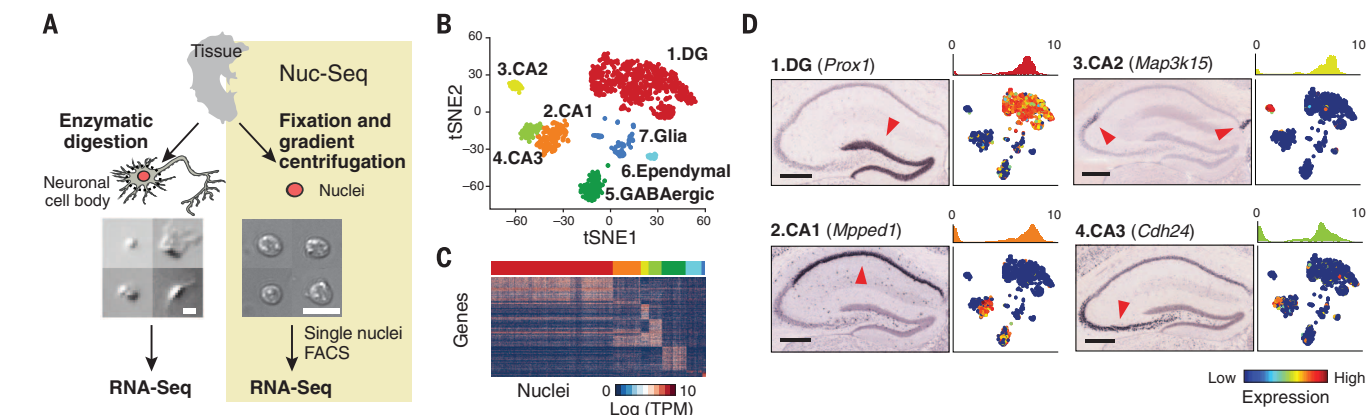 A
Tissue
Nuc-Seq
Enzymatic
digestion
Fixation and
gradient
centrifugation
Neuronal
cell body
Nuclei
Single nuclei
FACS
RNA-Seq
RNA-Seq
B
60
30
0
−30
−60
tSNE2
1.DG
3.CA2
2.CA1
4.CA3
7.Glia
6.Ependymal
5.GABAergic
−60
−30
0
30
60
tSNE1
C
Genes
Nuclei
0
10
Log (TPM)
D
1.DG (Prox1)
0
10
3.CA2 (Map3k15)
0
10
2.CA1 (Mpped1)
0
10
4.CA3 (Cdh24)
0
10
Low
High
Expression